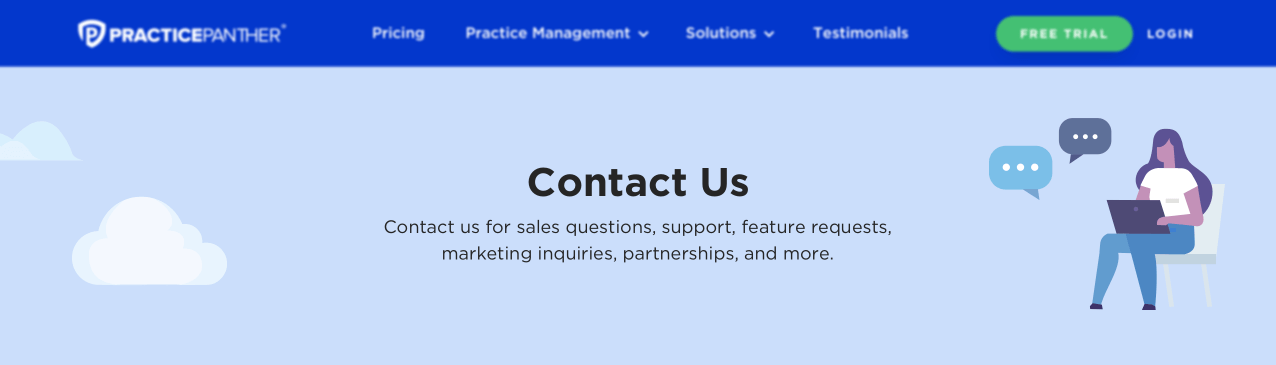 PRACTICEPANTHER Pricing Practice Management Solutions Testimonials FREE TRIAL LOGIN
Contact Us
Contact us for sales questions, support, feature requests,
marketing inquiries, partnerships, and more.